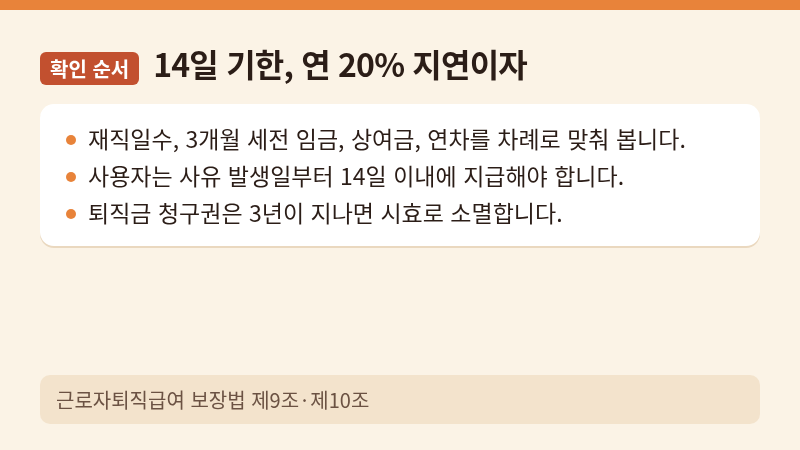 확인 순서
14일 기한, 연 20% 지연이자
재직일수, 3개월 세전 임금, 상여금, 연차를 차례로 맞춰 봅니다.
사용자는 사유 발생일부터 14일 이내에 지급해야 합니다.
퇴직금 청구권은 3년이 지나면 시효로 소멸합니다.
근로자퇴직급여 보장법 제9조·제10조